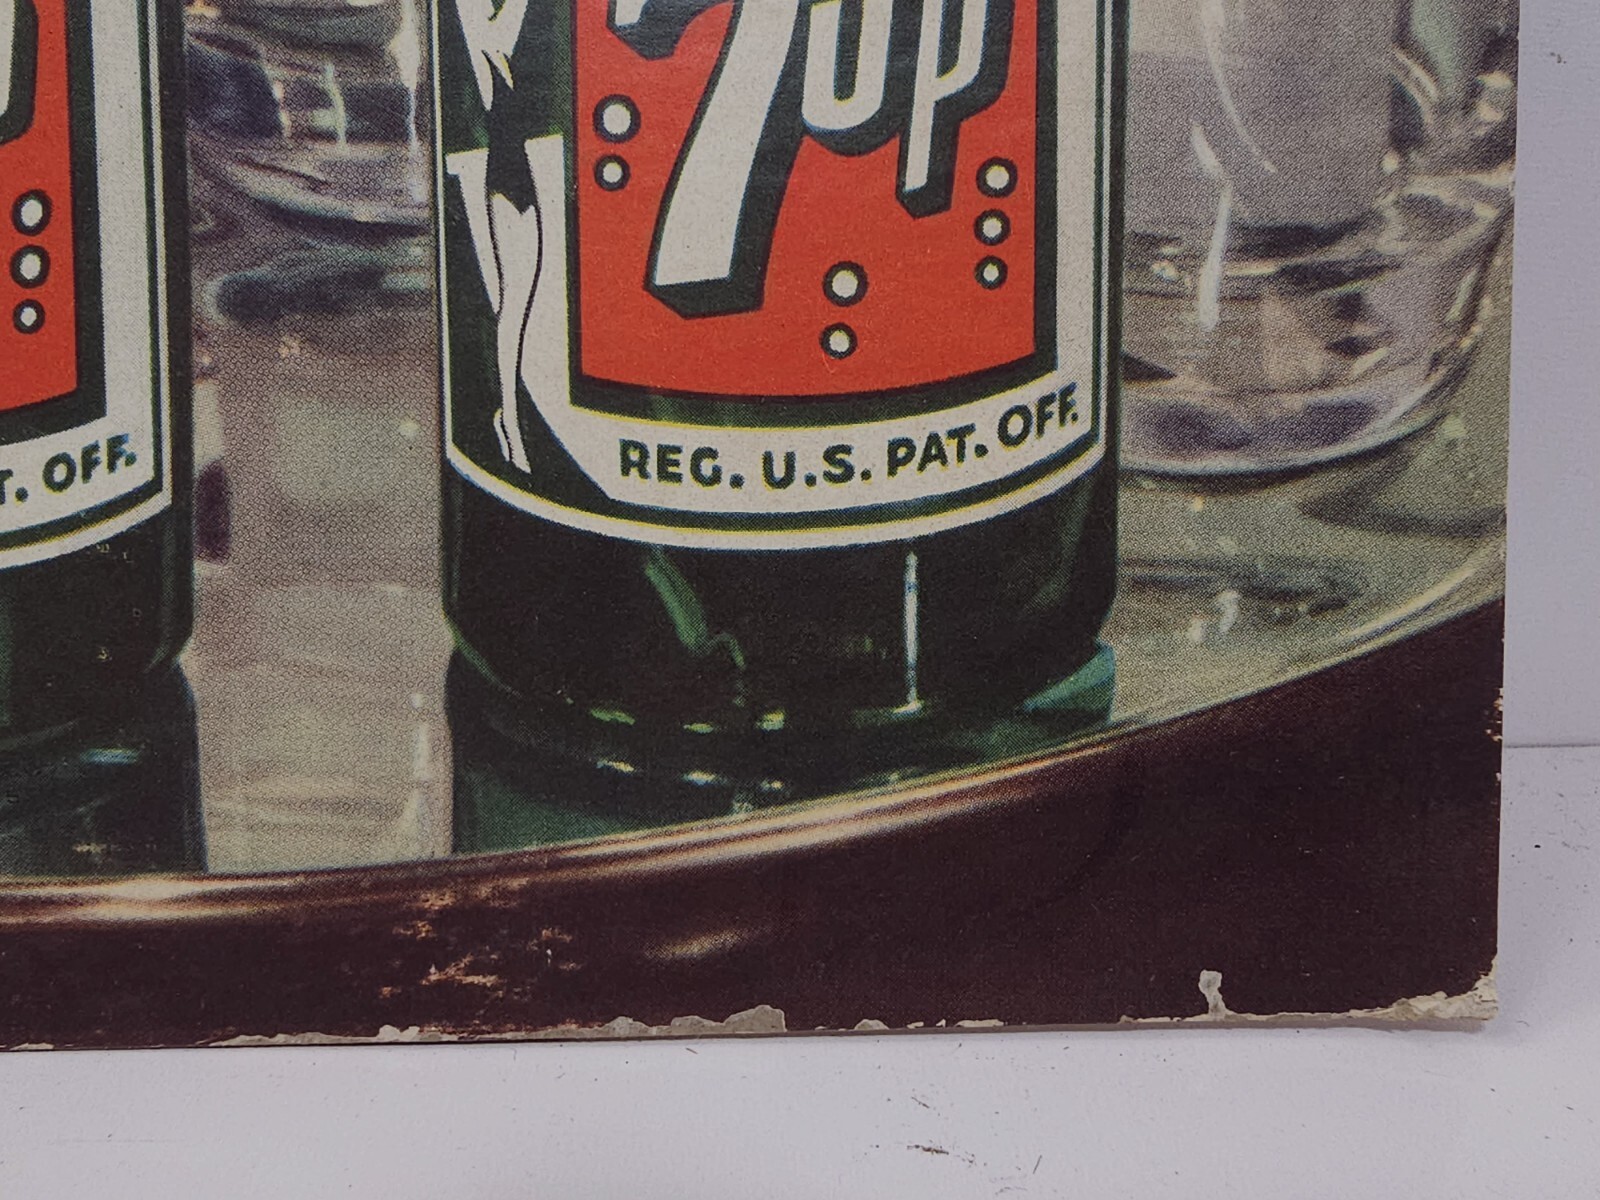 7up
REG. U.S. PAT. OFF.
T. OFF.